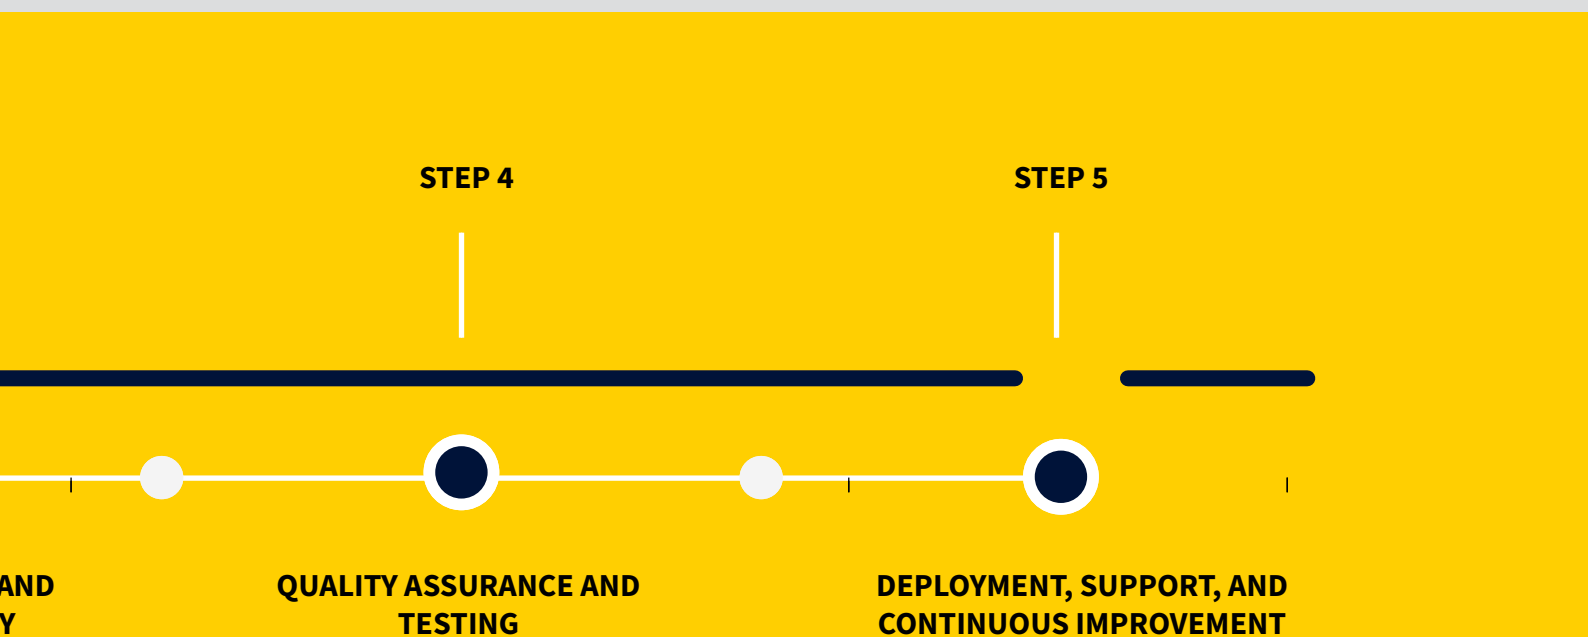 STEP 4
STEP 5
AND
Y
QUALITY ASSURANCE AND
TESTING
DEPLOYMENT, SUPPORT, AND
CONTINUOUS IMPROVEMENT